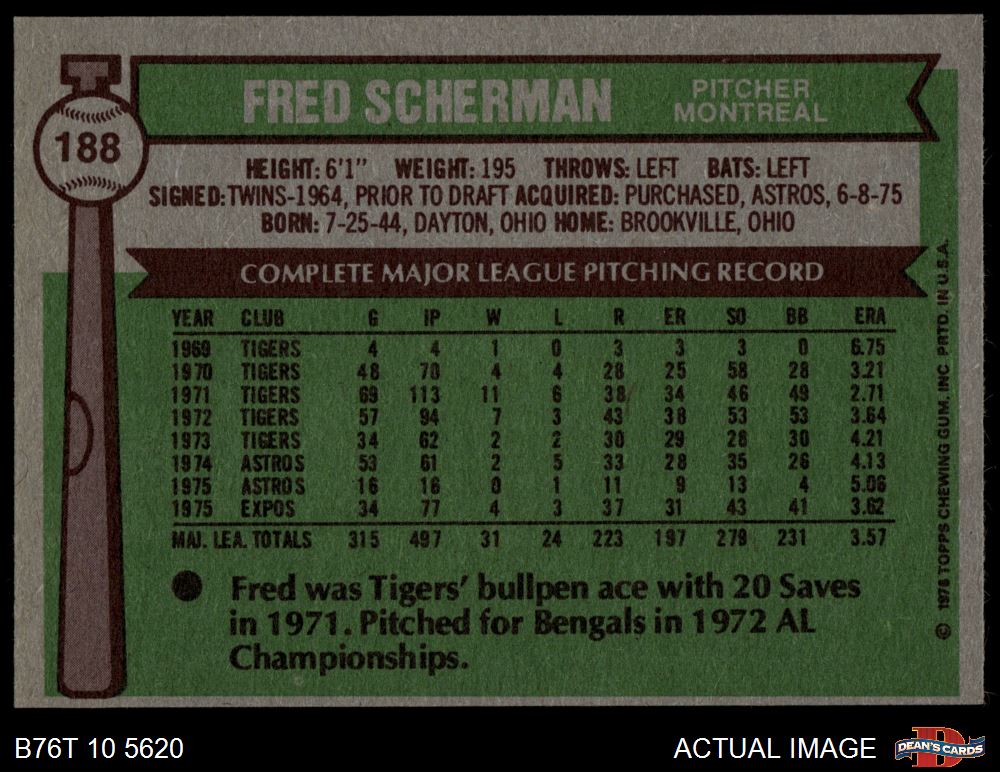 FRED SCHERMAN
PITCHER
MONTREAL
188
HEIGHT: 6'1" WEIGHT: 195 THROWS: LEFT BATS: LEFT
SIGNED: TWINS-1964, PRIOR TO DRAFT ACQUIRED: PURCHASED, ASTROS, 6-8-75
BORN: 7-25-44, DAYTON, OHIO HOME: BROOKVILLE, OHIO
COMPLETE MAJOR LEAGUE PITCHING RECORD
YEAR CLUB G IP W L R ER SO BB ERA
1969 TIGERS 4 4 1 0 3 3 3 0 6.75
1970 TIGERS 48 70 4 4 28 25 58 28 3.21
1971 TIGERS 69 113 11 6 38 34 46 49 2.71
1972 TIGERS 57 94 7 3 43 38 53 53 3.64
1973 TIGERS 34 62 2 2 30 29 28 30 4.21
1974 ASTROS 53 61 2 5 33 28 35 26 4.13
1975 ASTROS 16 16 0 1 11 9 13 4 5.06
1975 EXPOS 34 77 4 3 37 31 43 41 3.62
MAJ. LEA. TOTALS 315 497 31 24 223 197 279 231 3.57
Fred was Tigers' bullpen ace with 20 Saves
in 1971. Pitched for Bengals in 1972 AL
Championships.
© 1976 TOPPS CHEWING GUM, INC PRTD. IN U.S.A.
B76T 10 5620
ACTUAL IMAGE
D
DEAN'S CARDS